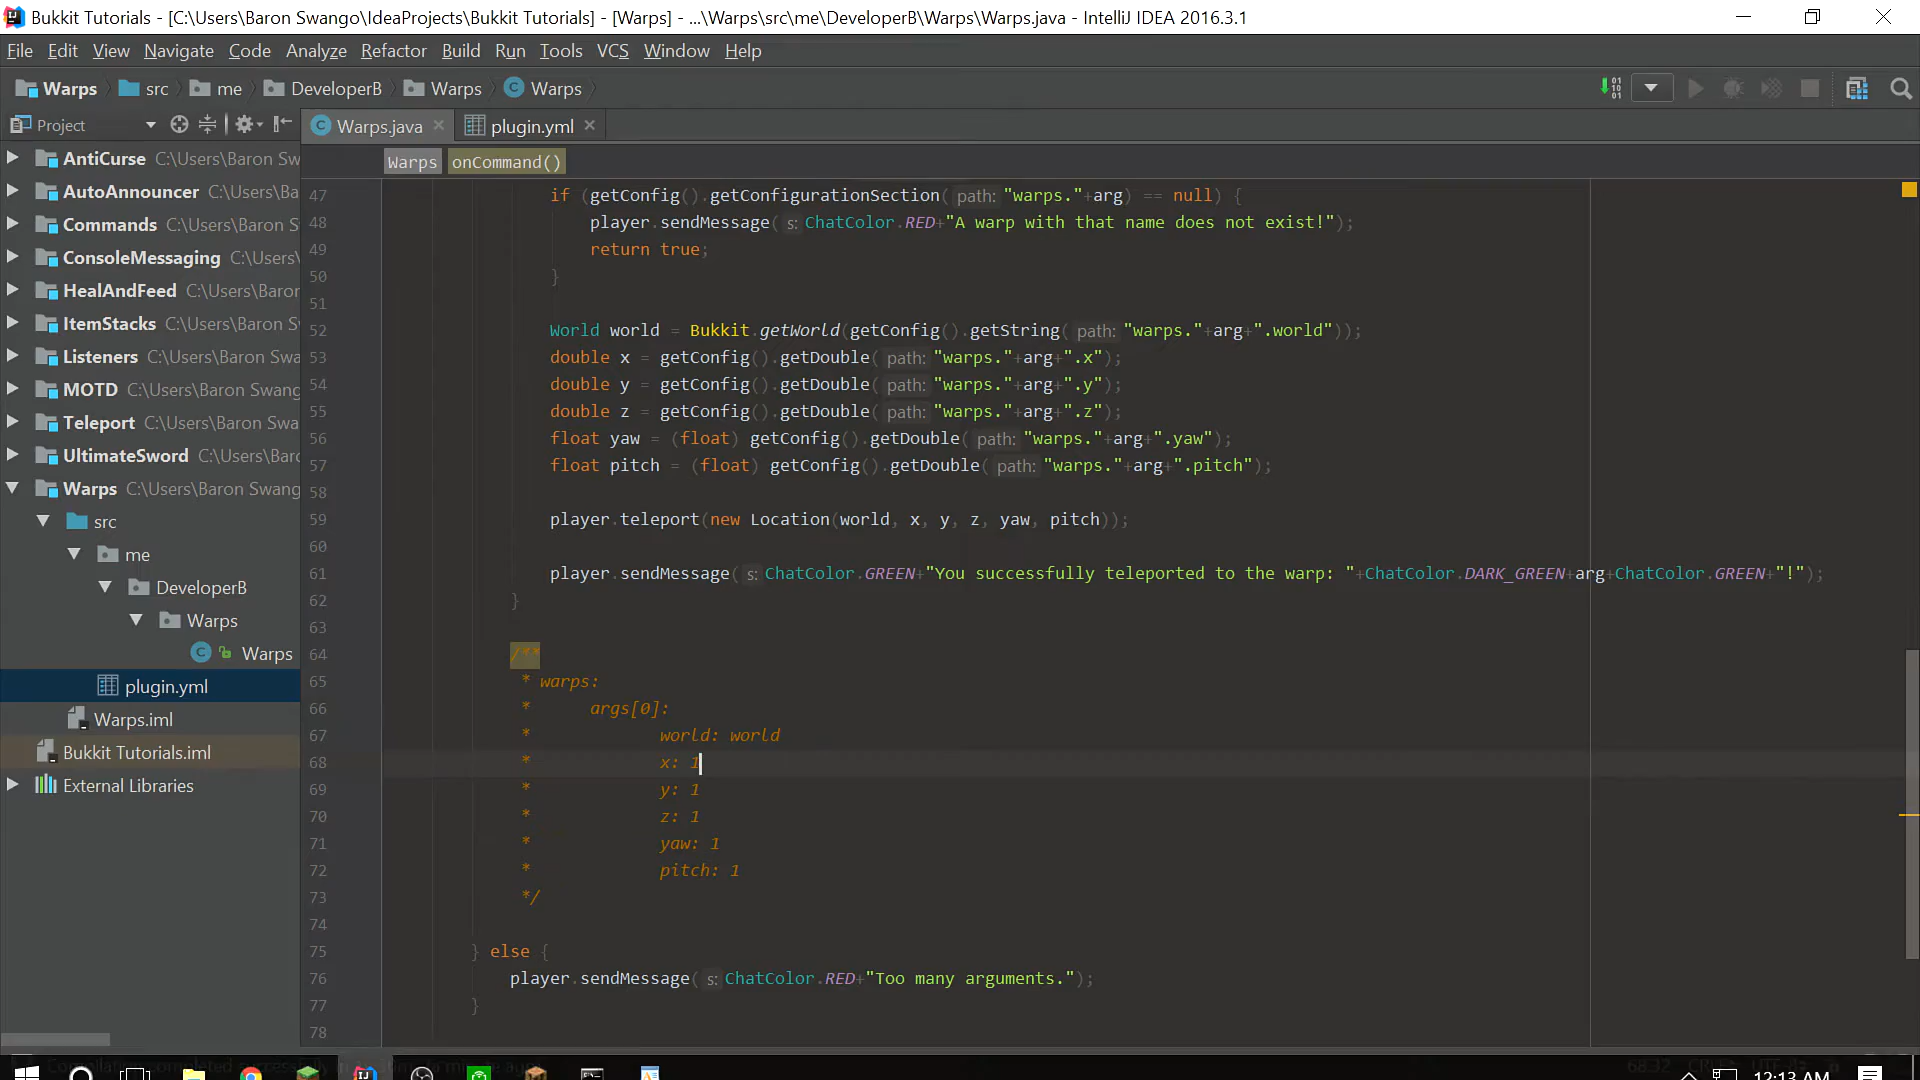 Bukkit Tutorials - [C:\Users\Baron Swango\IdeaProjects\Bukkit Tutorials] - [Warps] - ...\Warps\src\me\DeveloperB\Warps\Warps.java - IntelliJ IDEA 2016.3.1
File Edit View Navigate Code Analyze Refactor Build Run Tools VCS Window Help
Warps src me DeveloperB Warps Warps
Project Warps.java plugin.yml
Warps onCommand()
AntiCurse C:\Users\Baron Sw
AutoAnnouncer C:\Users\Ba
Commands C:\Users\Baron Sw
ConsoleMessaging C:\Users
HealAndFeed C:\Users\Baron
ItemStacks C:\Users\Baron Sw
Listeners C:\Users\Baron Swa
MOTD C:\Users\Baron Swang
Teleport C:\Users\Baron Swan
UltimateSword C:\Users\Baro
Warps C:\Users\Baron Swang
src
me
DeveloperB
Warps
Warps
plugin.yml
Warps.iml
Bukkit Tutorials.iml
External Libraries
47 if (getConfig().getConfigurationSection( path: "warps."+arg) == null) {
48 player.sendMessage( s: ChatColor.RED+"A warp with that name does not exist!");
49 return true;
50 }
51
52 World world = Bukkit.getWorld(getConfig().getString( path: "warps."+arg+".world"));
53 double x = getConfig().getDouble( path: "warps."+arg+".x");
54 double y = getConfig().getDouble( path: "warps."+arg+".y");
55 double z = getConfig().getDouble( path: "warps."+arg+".z");
56 float yaw = (float) getConfig().getDouble( path: "warps."+arg+".yaw");
57 float pitch = (float) getConfig().getDouble( path: "warps."+arg+".pitch");
58
59 player.teleport(new Location(world, x, y, z, yaw, pitch));
60
61 player.sendMessage( s: ChatColor.GREEN+"You successfully teleported to the warp: "+ChatColor.DARK_GREEN+arg+ChatColor.GREEN+"!");
62 }
63
64 /**
65 * warps:
66 * args[0]:
67 * world: world
68 * x: 1
69 * y: 1
70 * z: 1
71 * yaw: 1
72 * pitch: 1
73 */
74
75 } else {
76 player.sendMessage( s: ChatColor.RED+"Too many arguments.");
77 }
78
12:13 AM